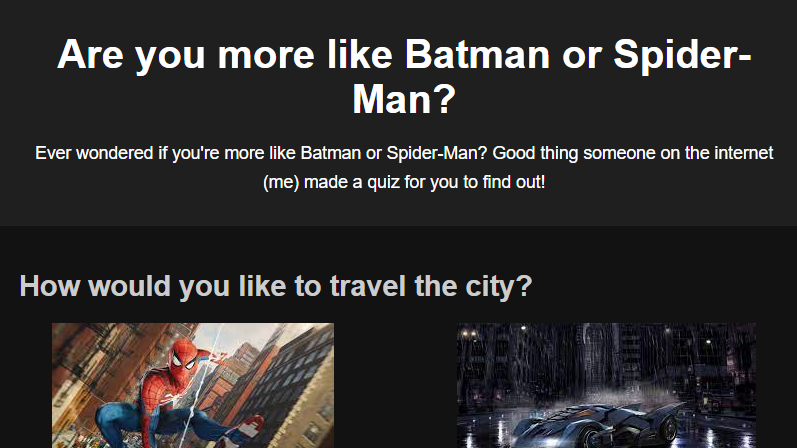 Are you more like Batman or Spider-
Man?
Ever wondered if you're more like Batman or Spider-Man? Good thing someone on the internet
(me) made a quiz for you to find out!
How would you like to travel the city?